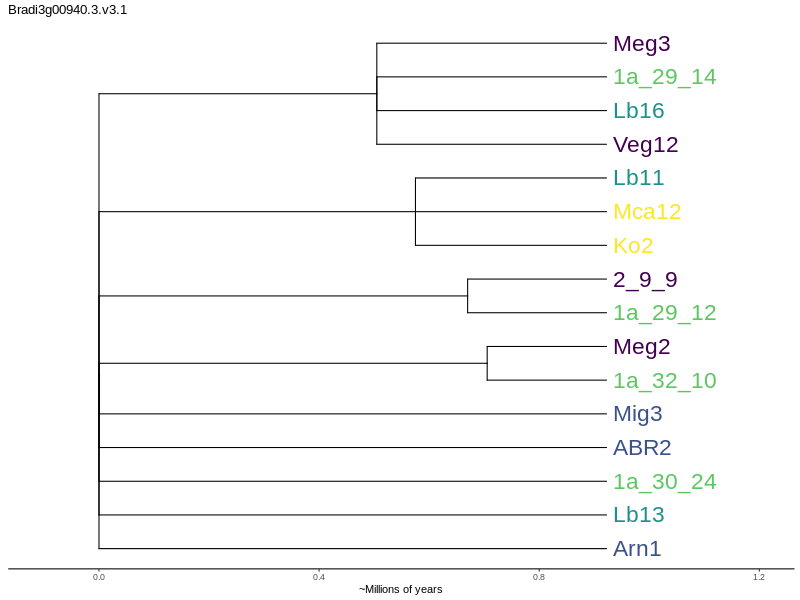 Bradi3g00940.3.v3.1
Meg3
1a_29_14
Lb16
Veg12
Lb11
Mca12
Ko2
2_9_9
1a_29_12
Meg2
1a_32_10
Mig3
ABR2
1a_30_24
Lb13
Arn1
0.0 0.4 0.8 1.2
~Millions of years